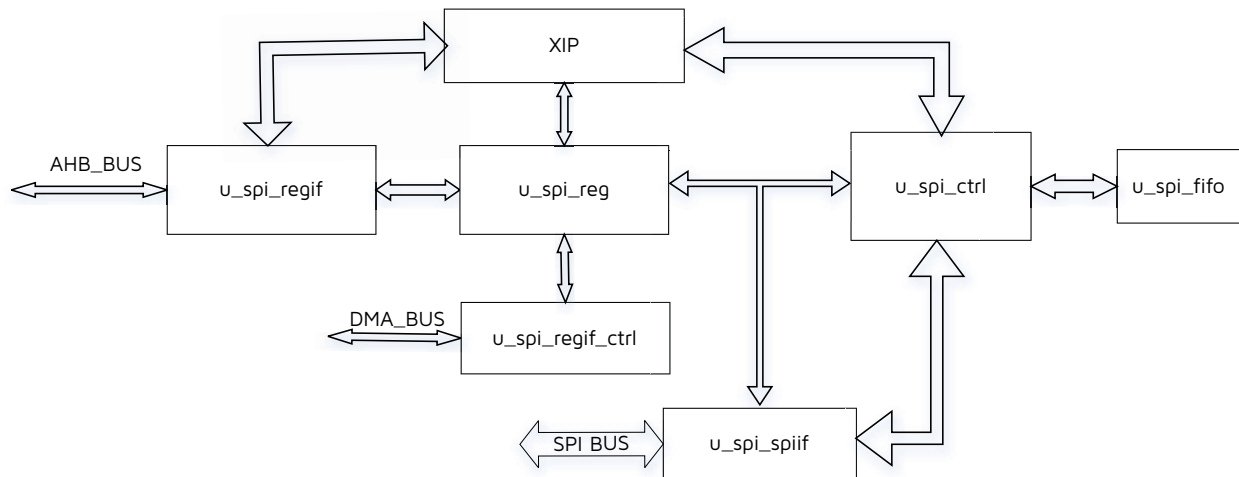 XIP
AHB_BUS
u_spi_regif
u_spi_reg
u_spi_ctrl
u_spi_fifo
DMA_BUS
u_spi_regif_ctrl
SPI BUS
u_spi_spiif